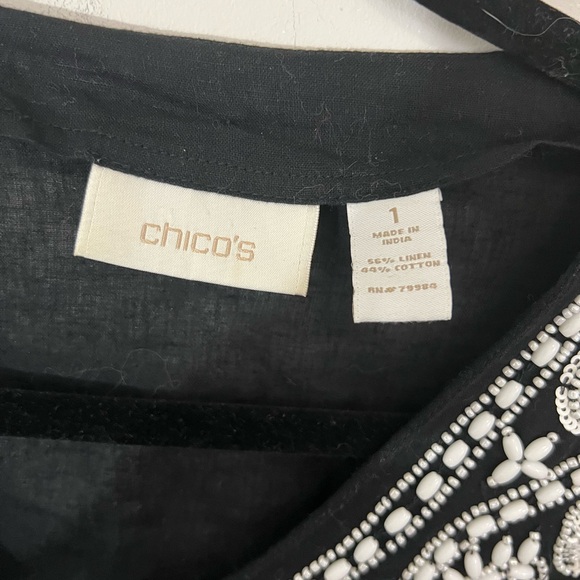 chico's
1
MADE IN
INDIA
56% LINEN
44% COTTON
RN# 79984